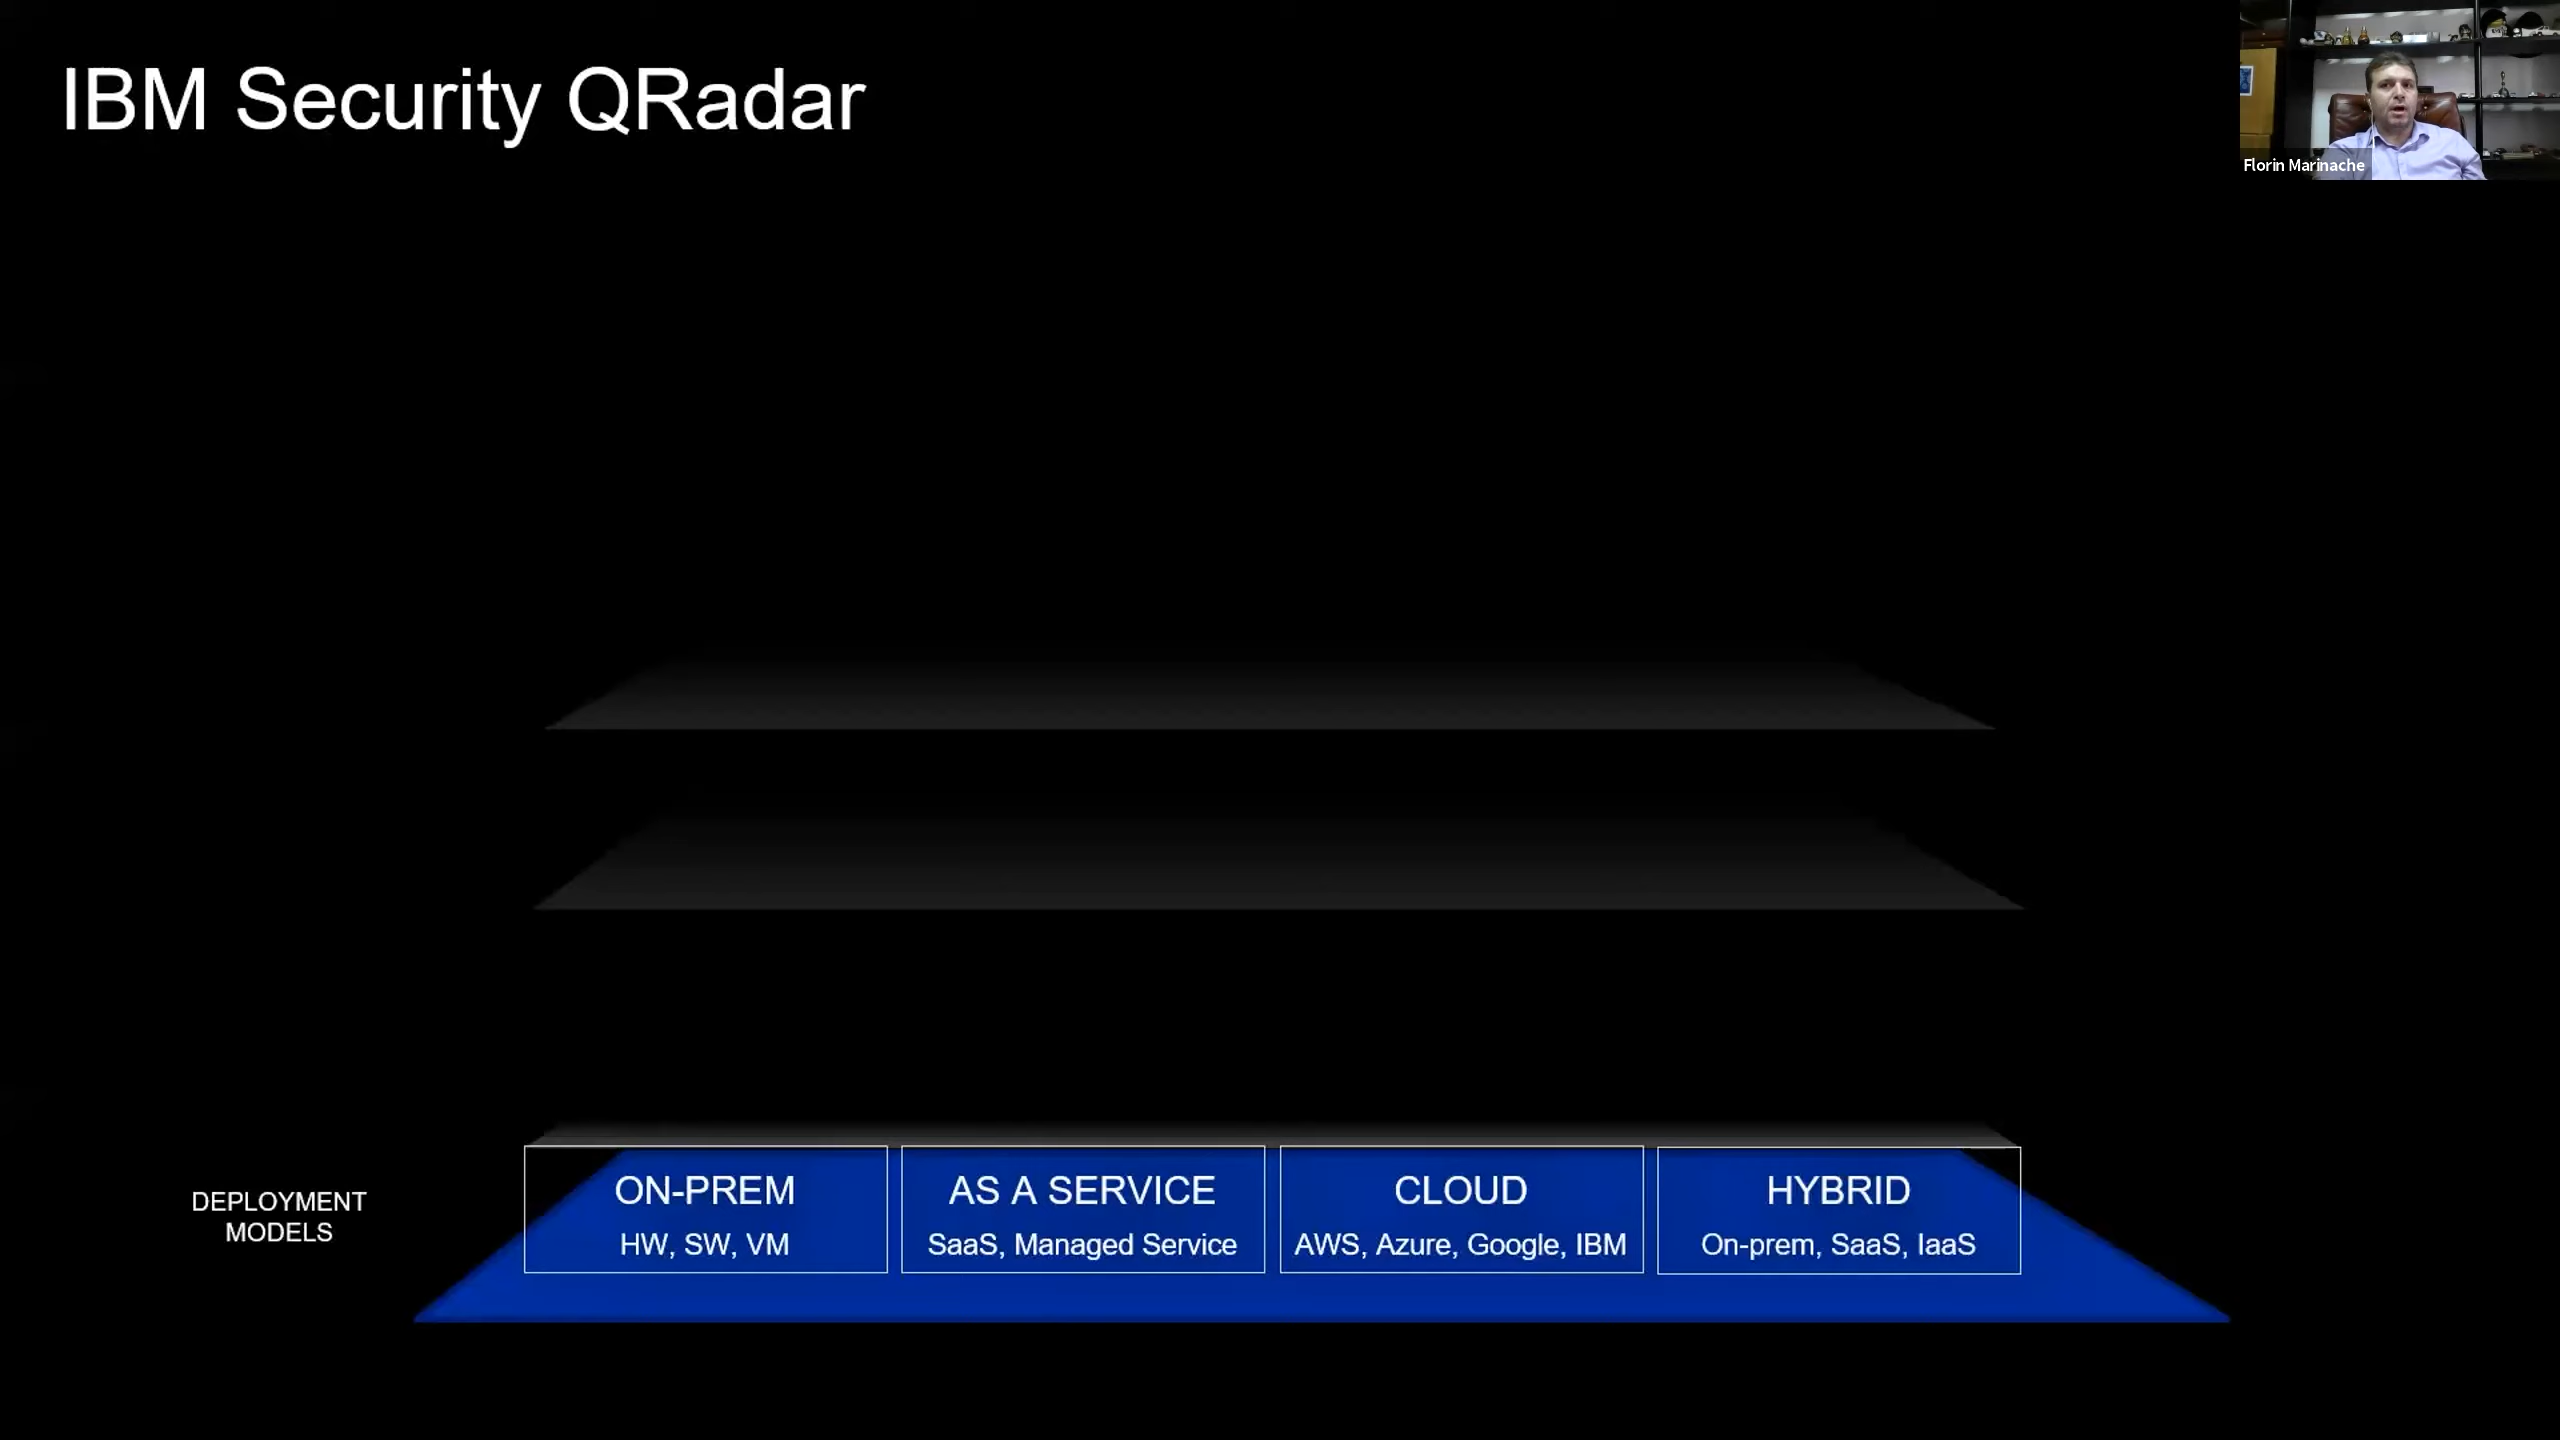 IBM Security QRadar
Florin Marinache
DEPLOYMENT
MODELS
ON-PREM
HW, SW, VM
AS A SERVICE
SaaS, Managed Service
CLOUD
AWS, Azure, Google, IBM
HYBRID
On-prem, SaaS, IaaS